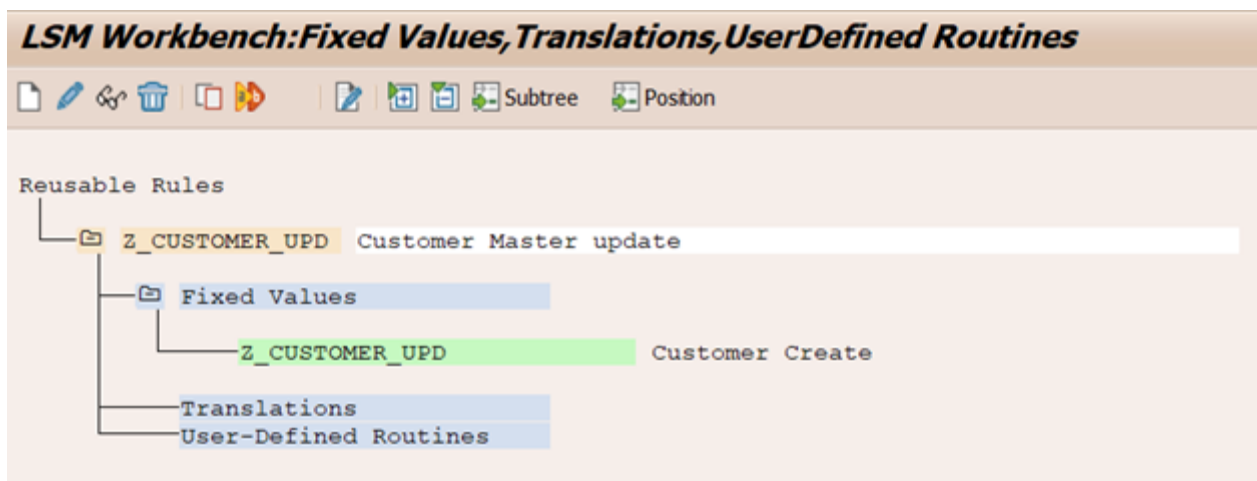 LSM Workbench:Fixed Values,Translations,UserDefined Routines
Subtree Position
Reusable Rules
Z_CUSTOMER_UPD Customer Master update
Fixed Values
Z_CUSTOMER_UPD Customer Create
Translations
User-Defined Routines